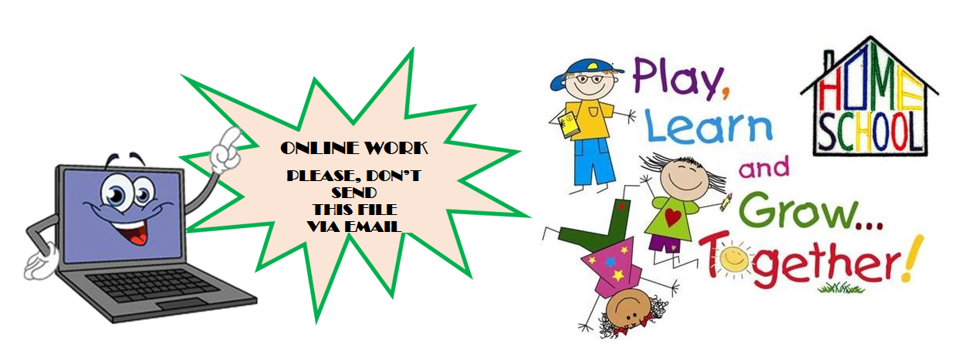 ONLINE WORK
PLEASE, DON'T
SEND
THIS FILE
VIA EMAIL
Play,
Learn
and
Grow...
Together!
HOME
SCHOOL